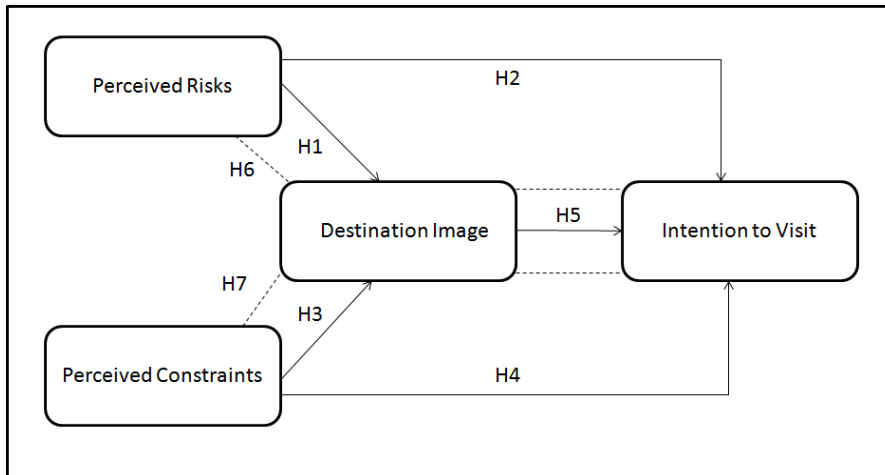 Perceived Risks
H2
H1
H6
Destination Image
H5
Intention to Visit
H7
H3
Perceived Constraints
H4